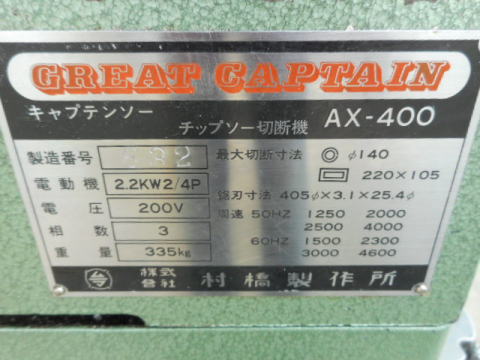 GREAT CAPTAIN
キャプテンソー
チップソー切断機 AX-400
製造番号 832 最大切断寸法 ◎ φ140
電動機 2.2KW2/4P ▭ 220×105
電圧 200V 鋸刃寸法 405φ×3.1×25.4φ
相数 3 周速 50HZ 1250 2000
2500 4000
重量 335kg 60HZ 1500 2300
3000 4600
株式会社 村橋製作所